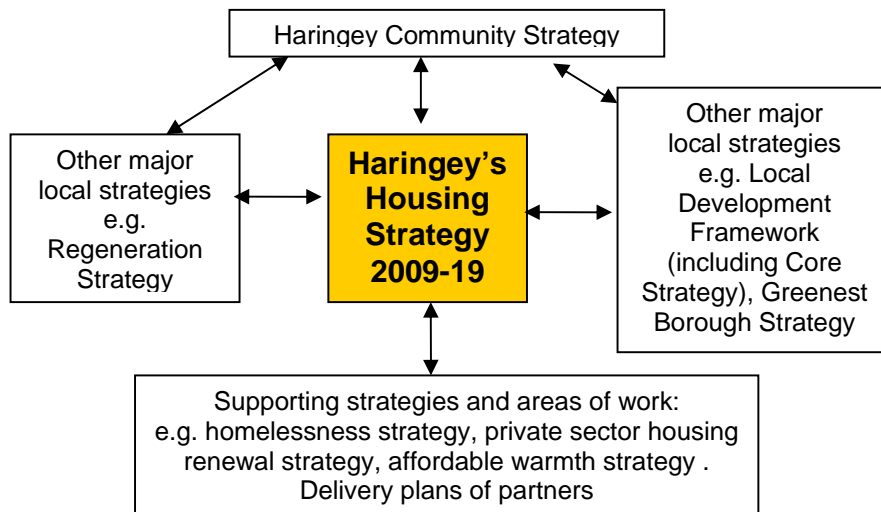 Haringey Community Strategy
Other major
local strategies
e.g.
Regeneration
Strategy
Haringey’s
Housing
Strategy
2009-19
Other major
local strategies
e.g. Local
Development
Framework
(including Core
Strategy), Greenest
Borough Strategy
Supporting strategies and areas of work:
e.g. homelessness strategy, private sector housing
renewal strategy, affordable warmth strategy .
Delivery plans of partners